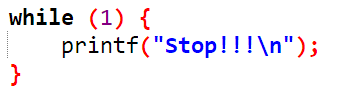 while (1) {
    printf("Stop!!!\n");
}